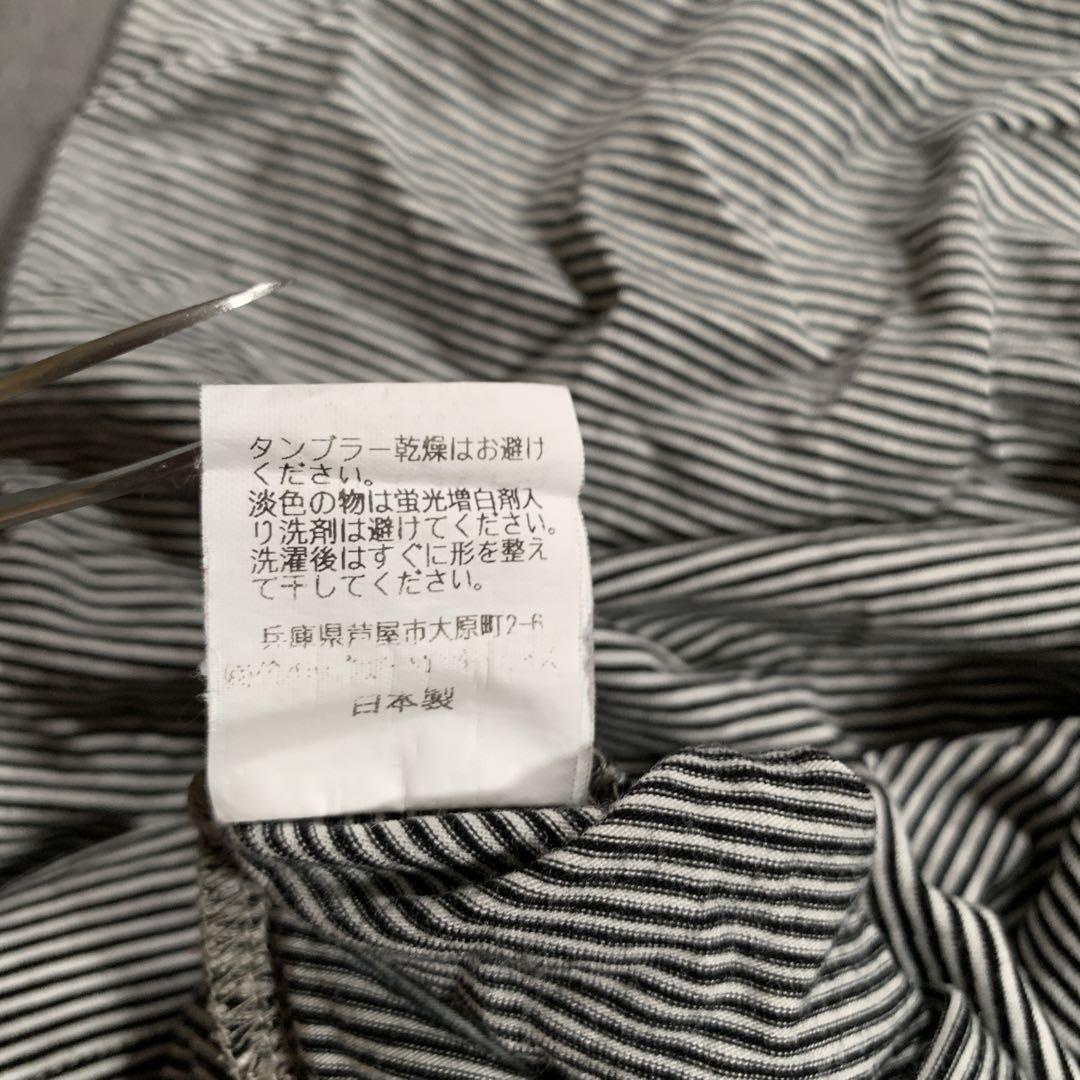 タンブラー乾燥はお避け
ください。
淡色の物は蛍光増白剤入
り洗剤は避けてください。
洗濯後はすぐに形を整え
て干してください。
兵庫県芦屋市大原町2-6
日本製